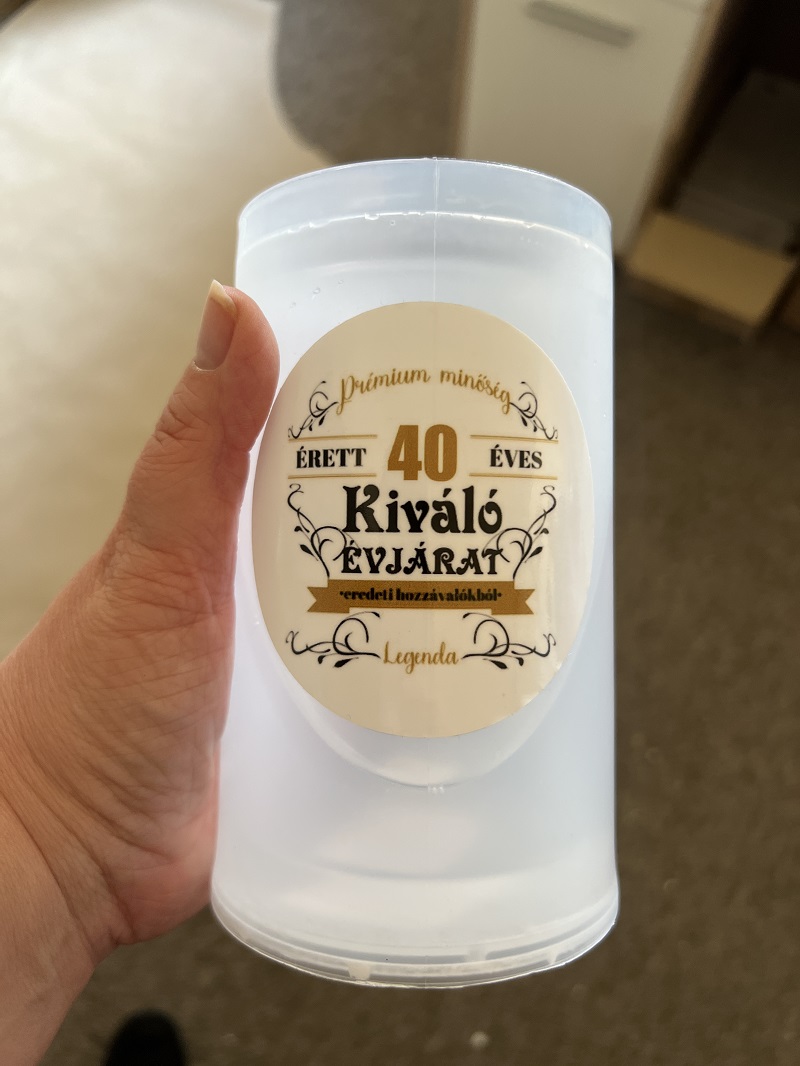 Prémium minőség
ÉRETT 40 ÉVES
Kiváló
ÉVJÁRAT
•eredeti hozzávalókból•
Legenda